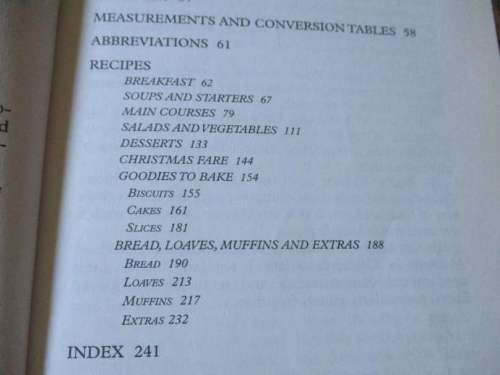 MEASUREMENTS AND CONVERSION TABLES 58
ABBREVIATIONS 61
RECIPES
BREAKFAST 62
SOUPS AND STARTERS 67
MAIN COURSES 79
SALADS AND VEGETABLES 111
DESSERTS 133
CHRISTMAS FARE 144
GOODIES TO BAKE 154
BISCUITS 155
CAKES 161
SLICES 181
BREAD, LOAVES, MUFFINS AND EXTRAS 188
BREAD 190
LOAVES 213
MUFFINS 217
EXTRAS 232
INDEX 241